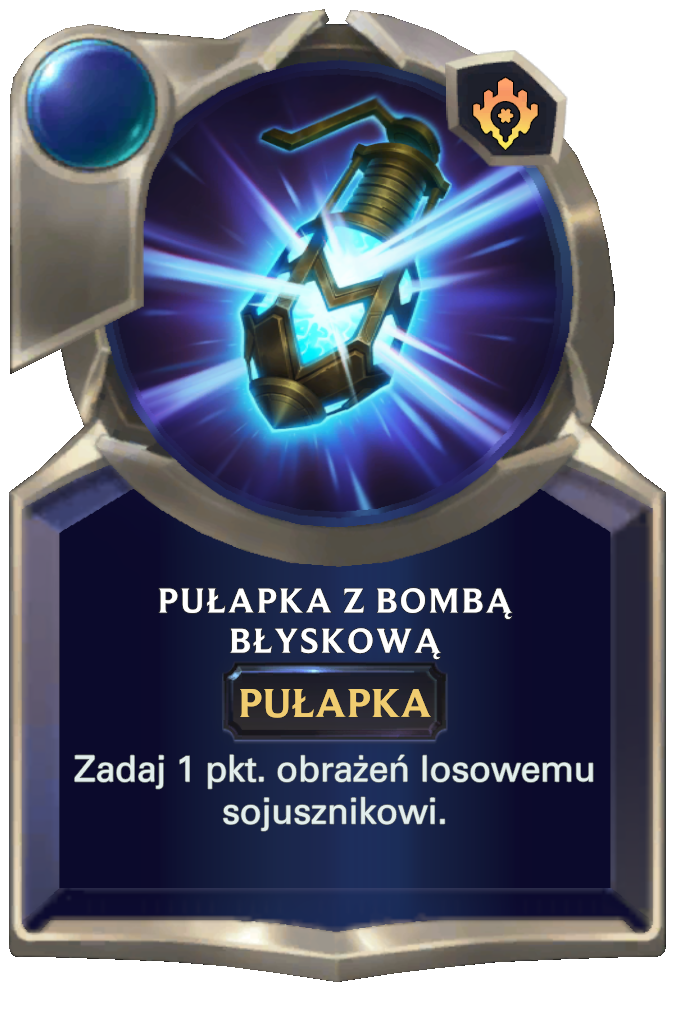 PUŁAPKA Z BOMBĄ
BŁYSKOWĄ
PUŁAPKA
Zadaj 1 pkt. obrażeń losowemu
sojusznikowi.